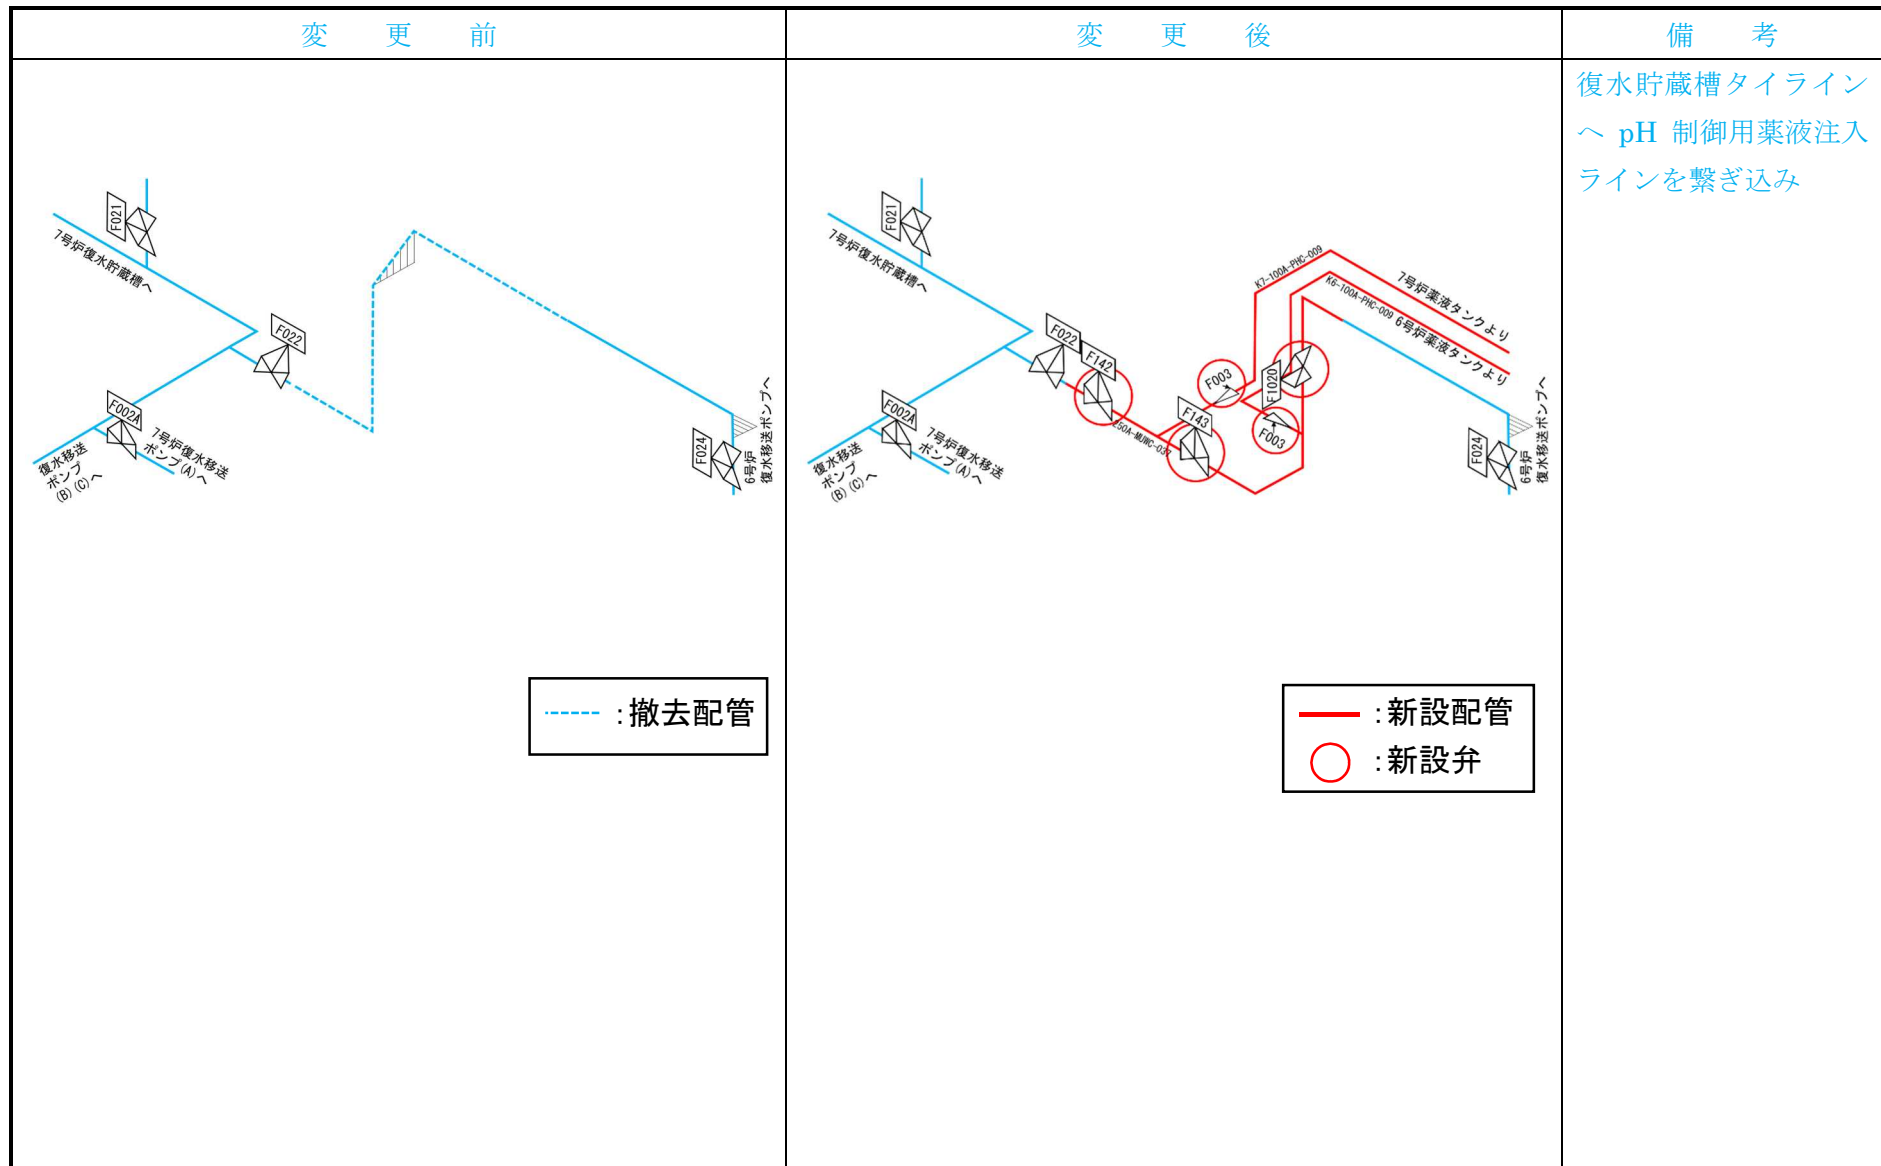 変更前
変更後
備考
F021
7号炉復水貯蔵槽へ
F022
F002A
7号炉復水移送
ポンプ(A)へ
復水移送
ポンプ
(B)(C)へ
F024
6号炉
復水移送ポンプへ
------ :撤去配管
F021
7号炉復水貯蔵槽へ
F022
F142
F143
250A-MUWC-037
F003
F1020
F003
K7-100A-PHC-009
7号炉薬液タンクより
K6-100A-PHC-009
6号炉薬液タンクより
F002A
7号炉復水移送
ポンプ(A)へ
復水移送
ポンプ
(B)(C)へ
F024
6号炉
復水移送ポンプへ
:新設配管
:新設弁
復水貯蔵槽タイライン
へ pH 制御用薬液注入
ラインを繋ぎ込み